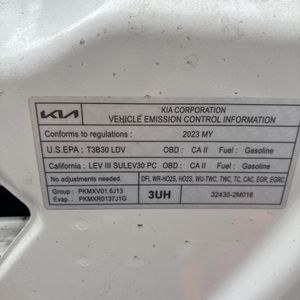 KIA KIA CORPORATION
VEHICLE EMISSION CONTROL INFORMATION
Conforms to regulations : 2023 MY
U.S.EPA : T3B30 LDV OBD : CA II Fuel : Gasoline
California : LEV III SULEV30 PC OBD : CA II Fuel : Gasoline
No adjustments needed. DFI, WR-HO2S, HO2S, WU-TWC, TWC, TC, CAC, EGR, EGRC
Group : PKMXV01.6J13
Evap. : PKMXR0137J1G
3UH 32430-2M018